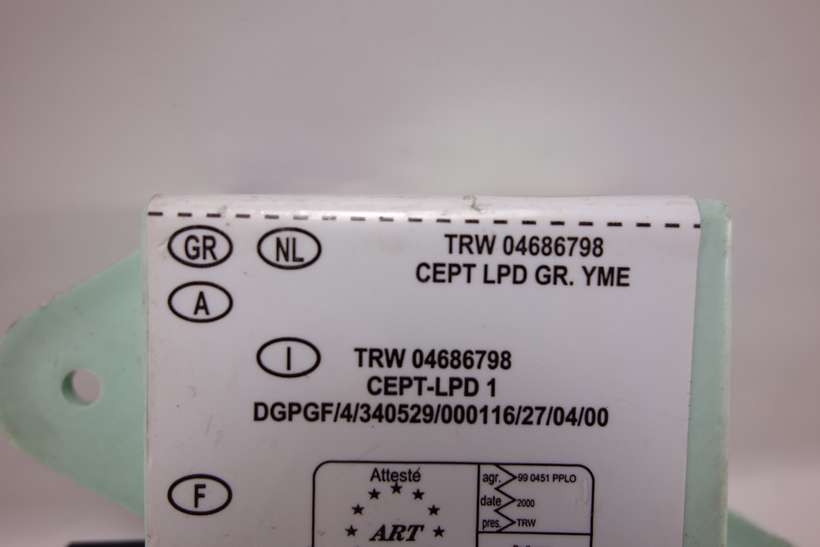 GR NL TRW 04686798
CEPT LPD GR. YME
A
I TRW 04686798
CEPT-LPD 1
DGPGF/4/340529/000116/27/04/00
Attesté agr. 99 0451 PPLO
F
date 2000
ART pres. TRW